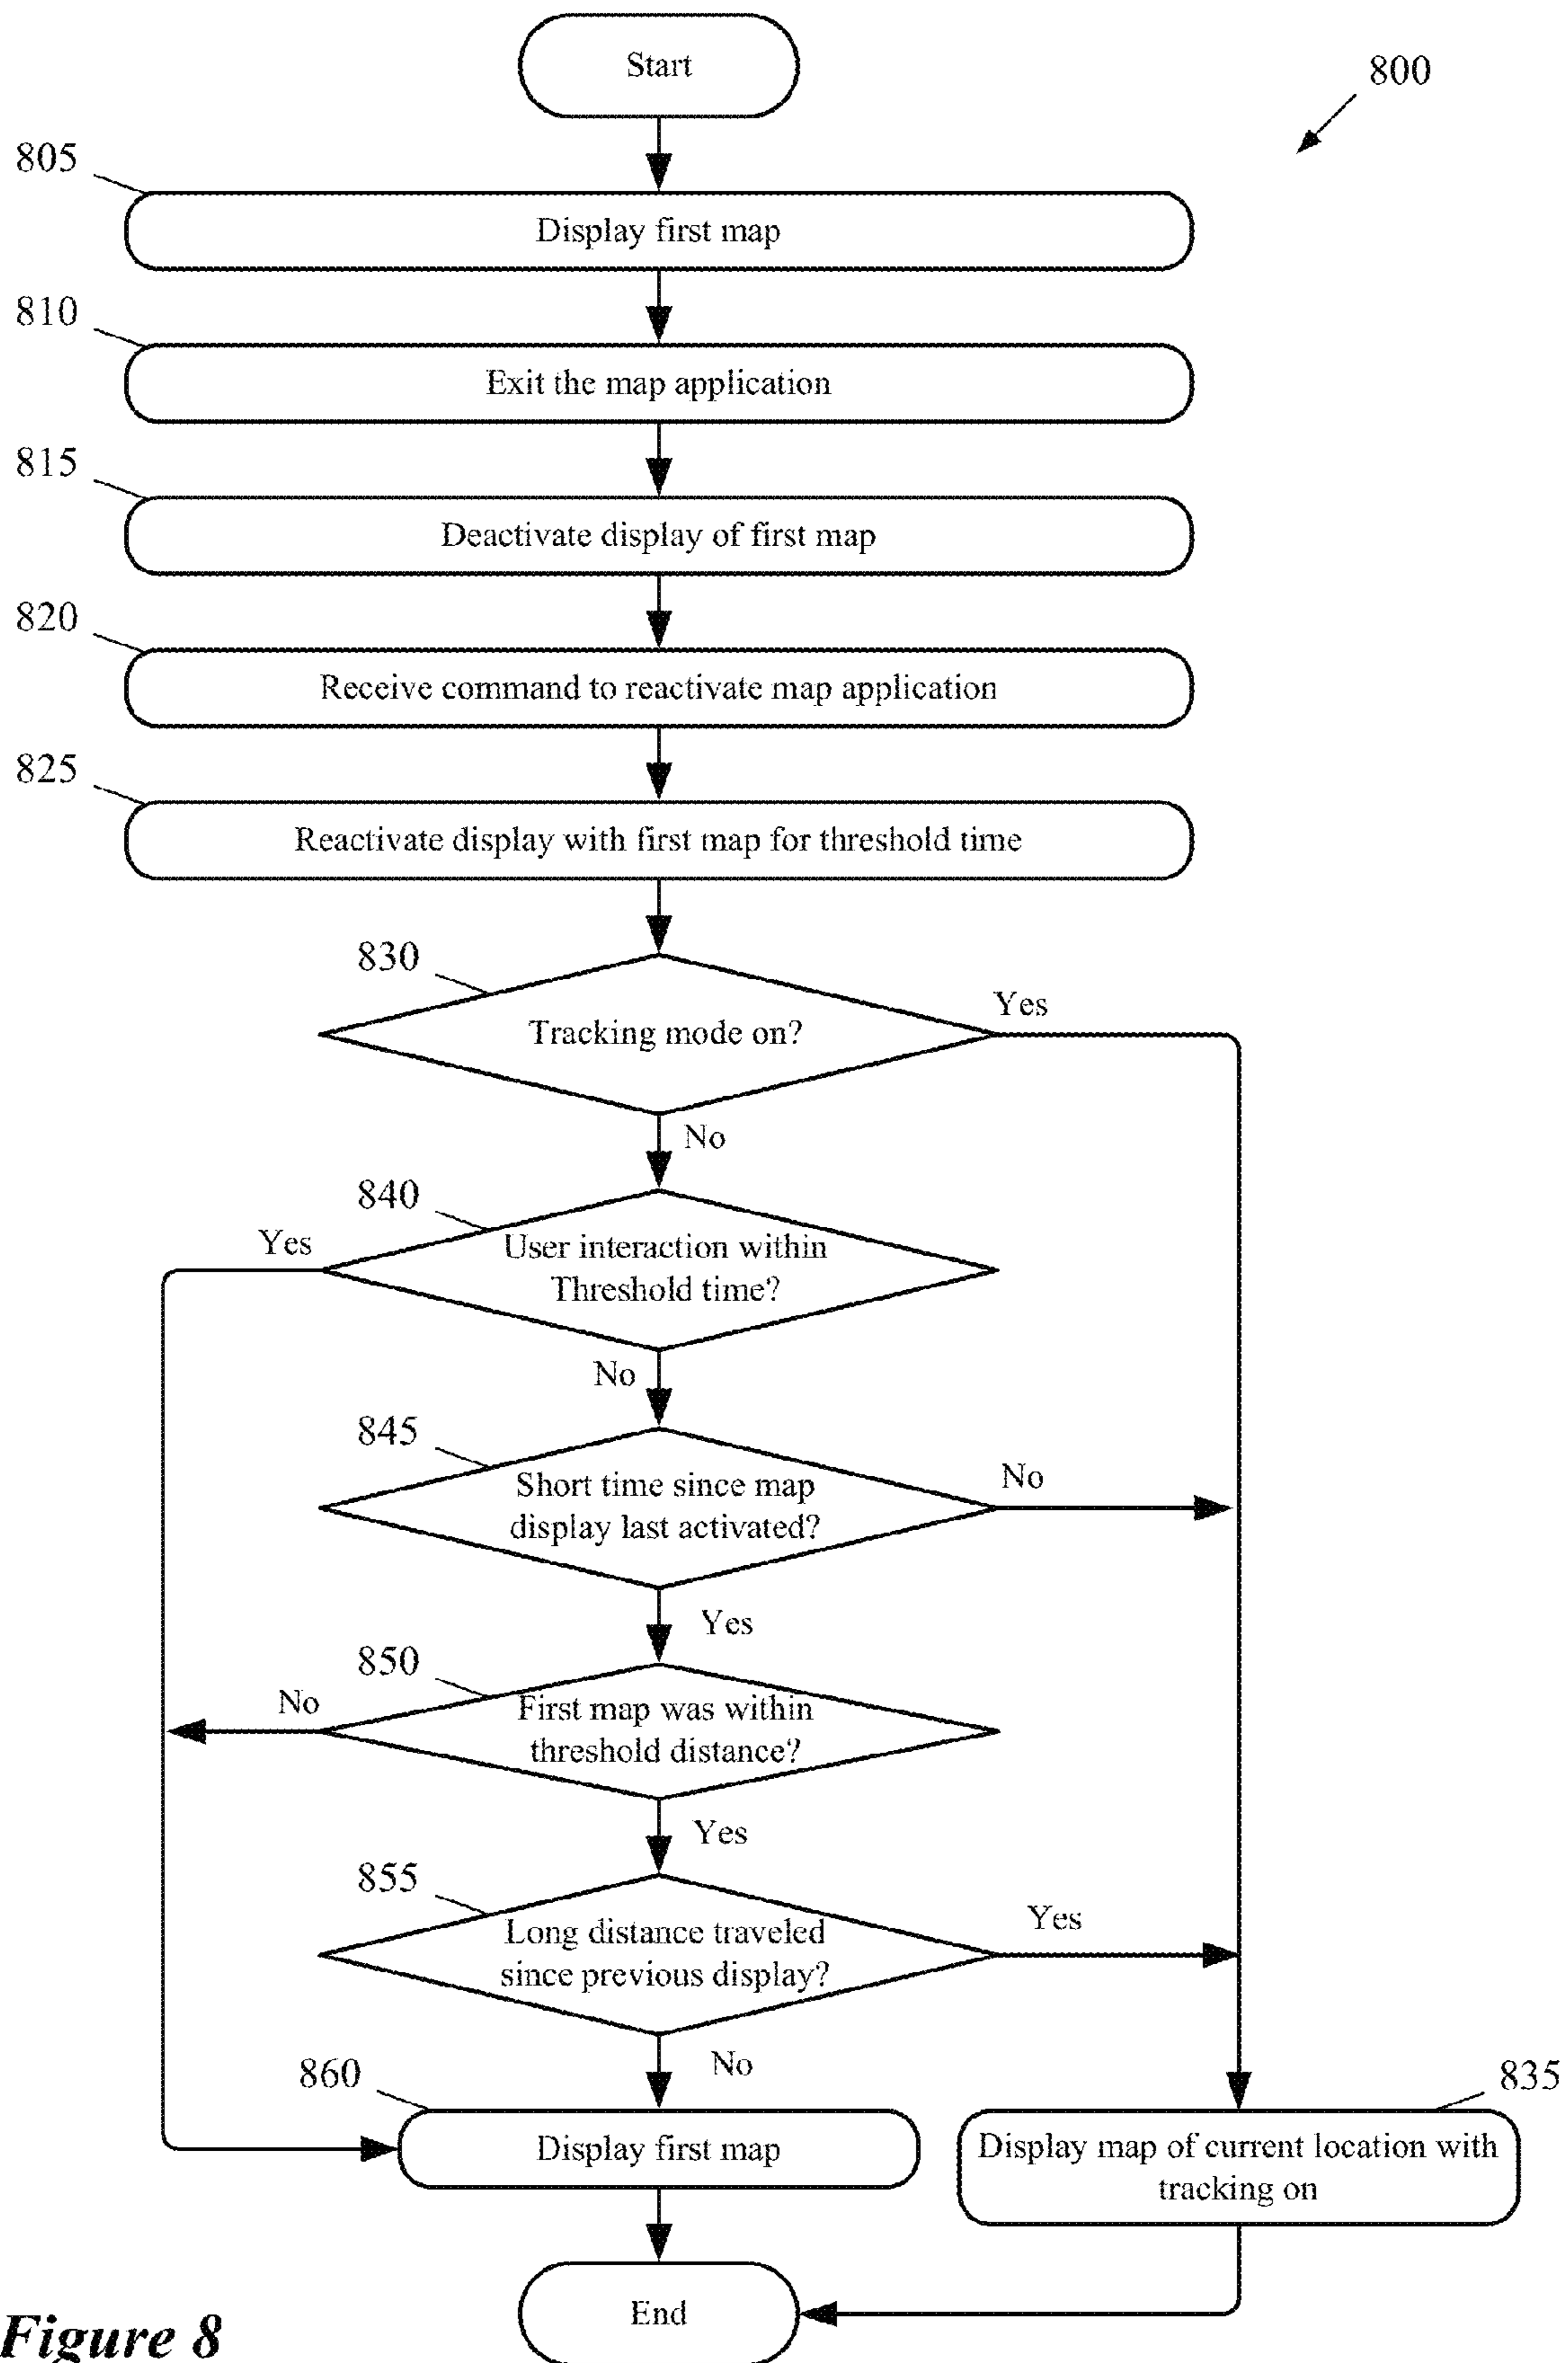 Start
800
805
Display first map
810
Exit the map application
815
Deactivate display of first map
820
Receive command to reactivate map application
825
Reactivate display with first map for threshold time
830
Tracking mode on?
Yes
No
840
User interaction within
Threshold time?
Yes
No
845
Short time since map
display last activated?
No
Yes
850
First map was within
threshold distance?
No
Yes
855
Long distance traveled
since previous display?
Yes
No
860
Display first map
835
Display map of current location with
tracking on
End
Figure 8